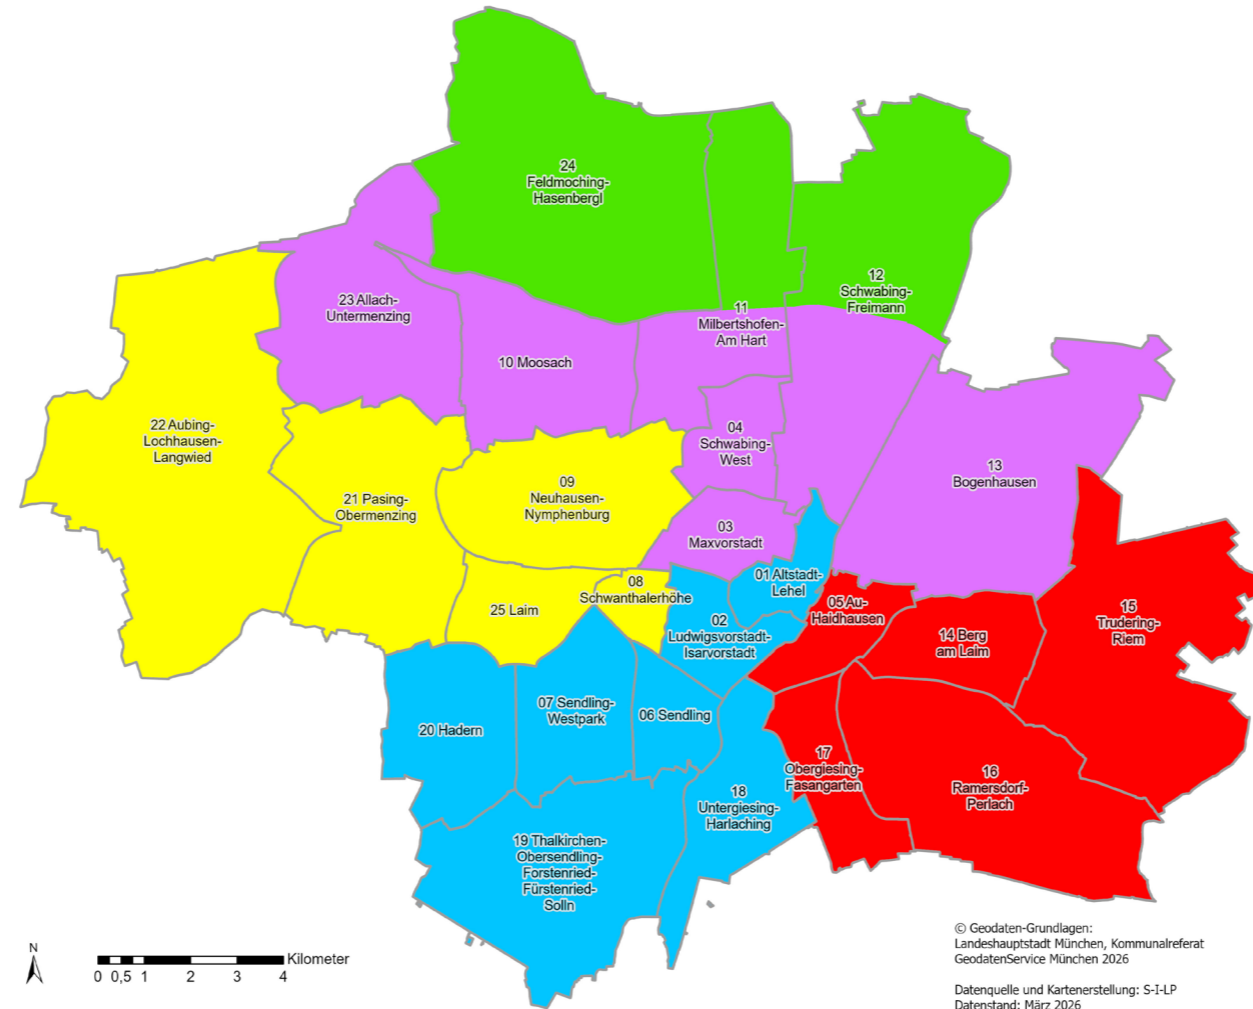 24
Feldmoching-
Hasenbergl
12
Schwabing-
Freimann
23 Allach-
Untermenzing
11
Milbertshofen-
Am Hart
10 Moosach
22 Aubing-
Lochhausen-
Langwied
04
Schwabing-
West
13
Bogenhausen
21 Pasing-
Obermenzing
09
Neuhausen-
Nymphenburg
03
Maxvorstadt
01 Altstadt-
Lehel
08
Schwanthalerhöhe
25 Laim
05 Au-
Haidhausen
02
Ludwigsvorstadt-
Isarvorstadt
14 Berg
am Laim
15
Trudering-
Riem
07 Sendling-
Westpark
06 Sendling
20 Hadern
17
Obergiesing-
Fasangarten
16
Ramersdorf-
Perlach
18
Untergiesing-
Harlaching
19 Thalkirchen-
Obersendling-
Forstenried-
Fürstenried-
Solln
N
Kilometer
0 0,5 1 2 3 4
© Geodaten-Grundlagen:
Landeshauptstadt München, Kommunalreferat
GeodatenService München 2026
Datenquelle und Kartenerstellung: S-I-LP
Datenstand: März 2026